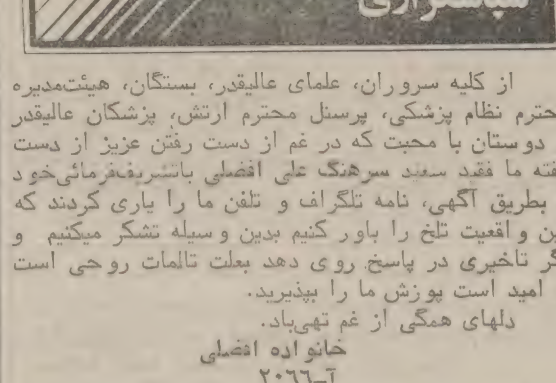 سپاسگزاری
از کلیه سروران، علمای عالیقدر، بستگان، هیئت‌مدیره
حترم نظام پزشکی، پرسنل محترم ارتش، پزشکان عالیقدر
دوستان با محبت که در غم از دست رفتن عزیز از دست
فته ما فقید سعید سرهنگ علی افضلی باتشریف‌فرمائی‌خود
بطریق آگهی، نامه تلگراف و تلفن ما را یاری کردند که
ین واقعیت تلخ را باور کنیم بدین وسیله تشکر میکنیم و
گر تاخیری در پاسخ روی دهد بعلت تالمات روحی است
امید است پوزش ما را بپذیرید.
دلهای همگی از غم تهی‌باد.
خانواده افضلی
آ-۲۰۶۶